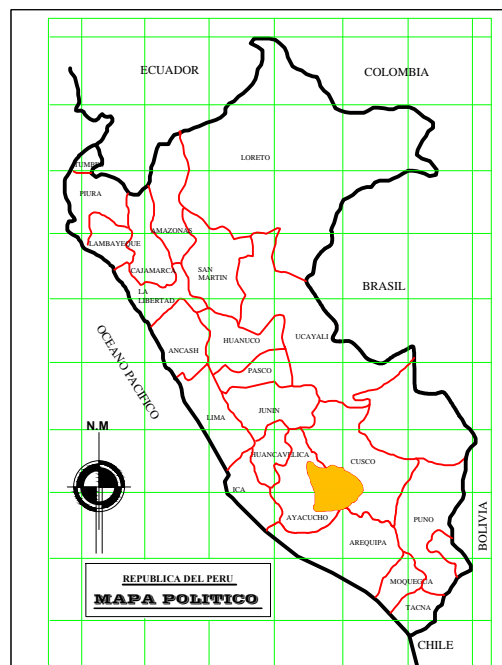 ECUADOR
COLOMBIA
LORETO
TUMBES
PIURA
AMAZONAS
LAMBAYEQUE
CAJAMARCA
SAN
MARTIN
LA
LIBERTAD
BRASIL
OCEANO PACIFICO
HUANUCO
UCAYALI
ANCASH
PASCO
LIMA
JUNIN
N.M
HUANCAVELICA
CUSCO
ICA
AYACUCHO
PUNO
BOLIVIA
AREQUIPA
REPUBLICA DEL PERU
MAPA POLITICO
MOQUEGUA
TACNA
CHILE